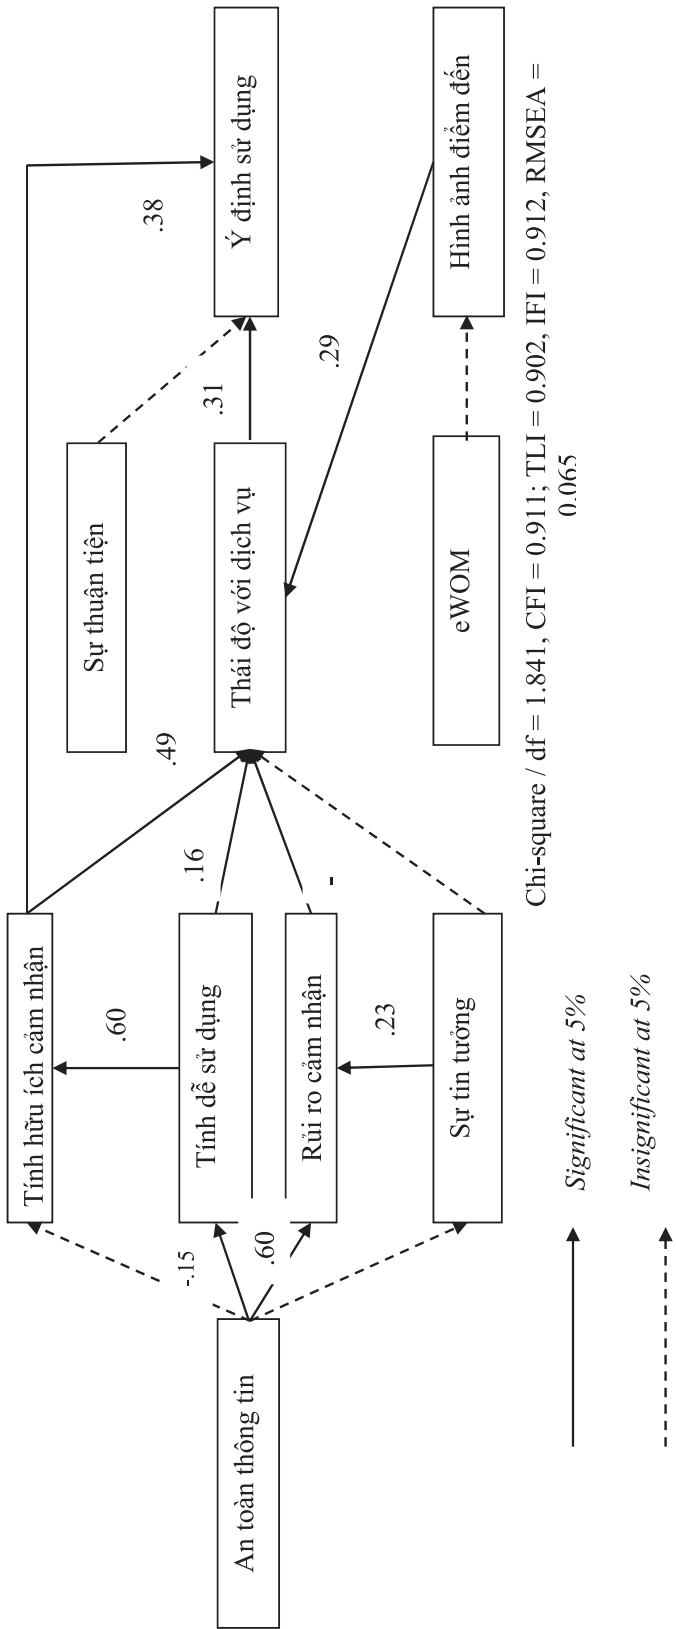 Tính hữu ích cảm nhận
Sự thuận tiện
.38
.49
.60
-.15
Tính dễ sử dụng
.16
An toàn thông tin
Thái độ với dịch vụ
.31
Ý định sử dụng
.60
Rủi ro cảm nhận
-
.29
.23
Sự tin tưởng
eWOM
Hình ảnh điểm đến
Chi-square / df = 1.841, CFI = 0.911; TLI = 0.902, IFI = 0.912, RMSEA =
0.065
Significant at 5%
Insignificant at 5%